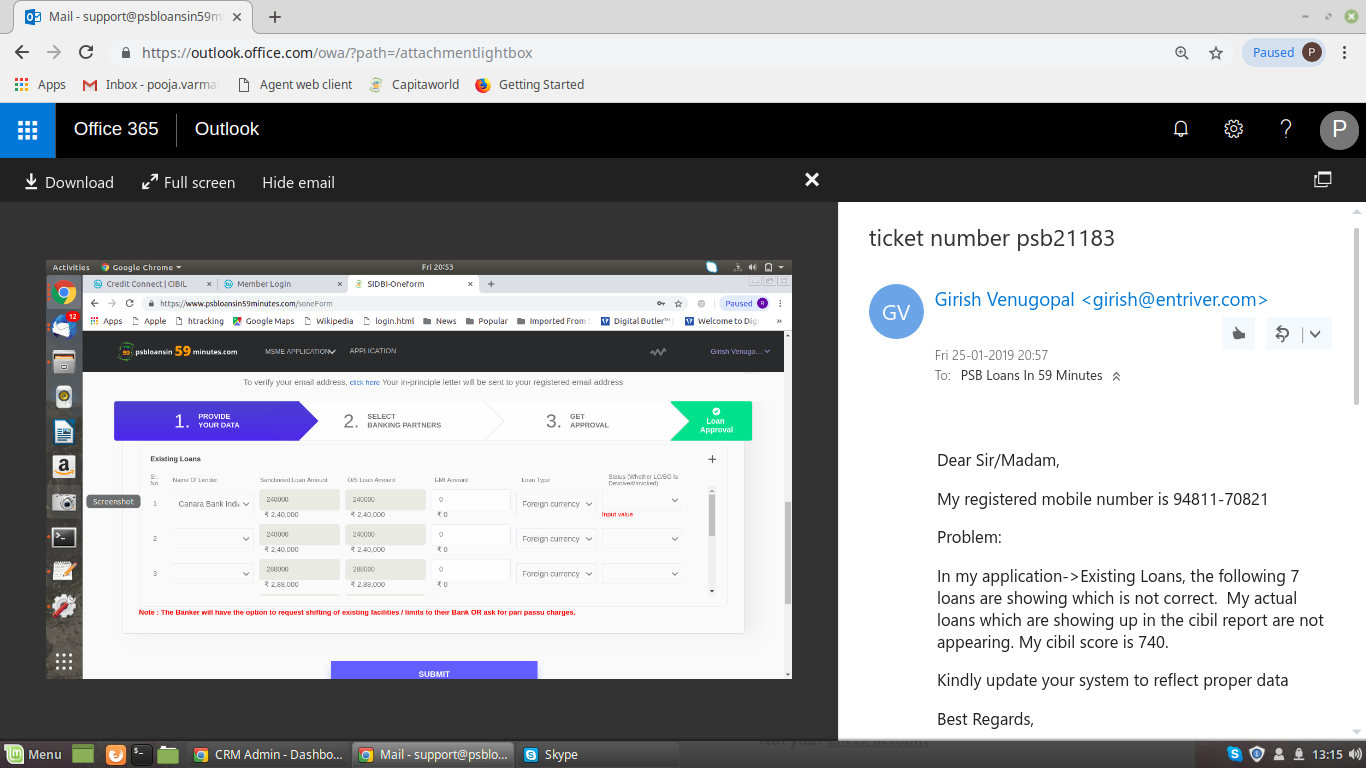 Mail - support@psbloansin59m
https://outlook.office.com/owa/?path=/attachmentlightbox
Paused P
Apps Inbox - pooja.varma Agent web client Capitaworld Getting Started
Office 365 Outlook P
Download Full screen Hide email
Activities Google Chrome Fri 20:53
Credit Connect | CIBIL Member Login SIDBI-Oneform
https://www.psbloansin59minutes.com/soneForm Paused
Apps Apple htracking Google Maps Wikipedia login.html News Popular Imported From Digital Butler™ Welcome to Dig
12
psbloansin 59 minutes.com MSME APPLICATION APPLICATION Girish Venugo...
To verify your email address, click here Your in-principle letter will be sent to your registered email address
1. PROVIDE YOUR DATA 2. SELECT BANKING PARTNERS 3. GET APPROVAL Loan Approval
Existing Loans
Sr. No. Name Of Lender Sanctioned Loan Amount O/S Loan Amount EMI Amount Loan Type Status (Whether LC/BG Is Devolved/Invoked)
1 Canara Bank Indi 240000 240000 0 Foreign currency
₹ 2,40,000 ₹ 2,40,000 ₹ 0 Input value
2 240000 240000 0 Foreign currency
₹ 2,40,000 ₹ 2,40,000 ₹ 0
3 288000 288000 0 Foreign currency
₹ 2,88,000 ₹ 2,88,000 ₹ 0
Note : The Banker will have the option to request shifting of existing facilities / limits to their Bank OR ask for pari passu charges.
SUBMIT
Screenshot
ticket number psb21183
GV
Girish Venugopal <girish@entriver.com>
Fri 25-01-2019 20:57
To: PSB Loans In 59 Minutes
Dear Sir/Madam,
My registered mobile number is 94811-70821
Problem:
In my application->Existing Loans, the following 7
loans are showing which is not correct. My actual
loans which are showing up in the cibil report are not
appearing. My cibil score is 740.
Kindly update your system to reflect proper data
Best Regards,
Menu CRM Admin - Dashbo... Mail - support@psblo... Skype 13:15